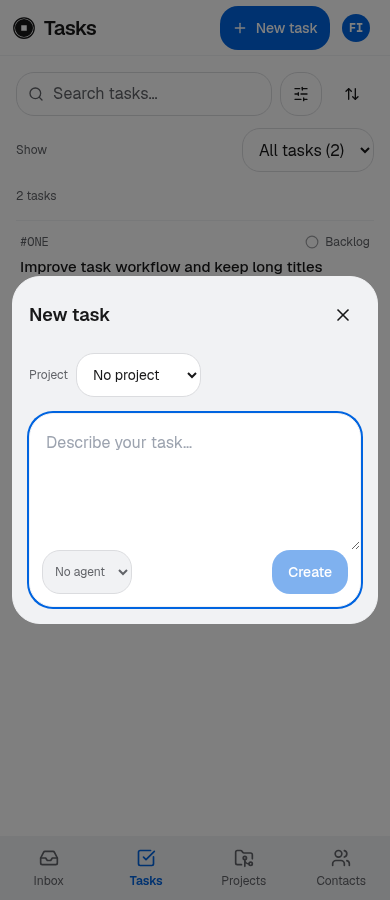 Tasks
New task
FI
Search tasks...
Show
All tasks (2)
2 tasks
#ONE
Backlog
Improve task workflow and keep long titles
New task
Project
No project
Describe your task...
No agent
Create
Inbox
Tasks
Projects
Contacts